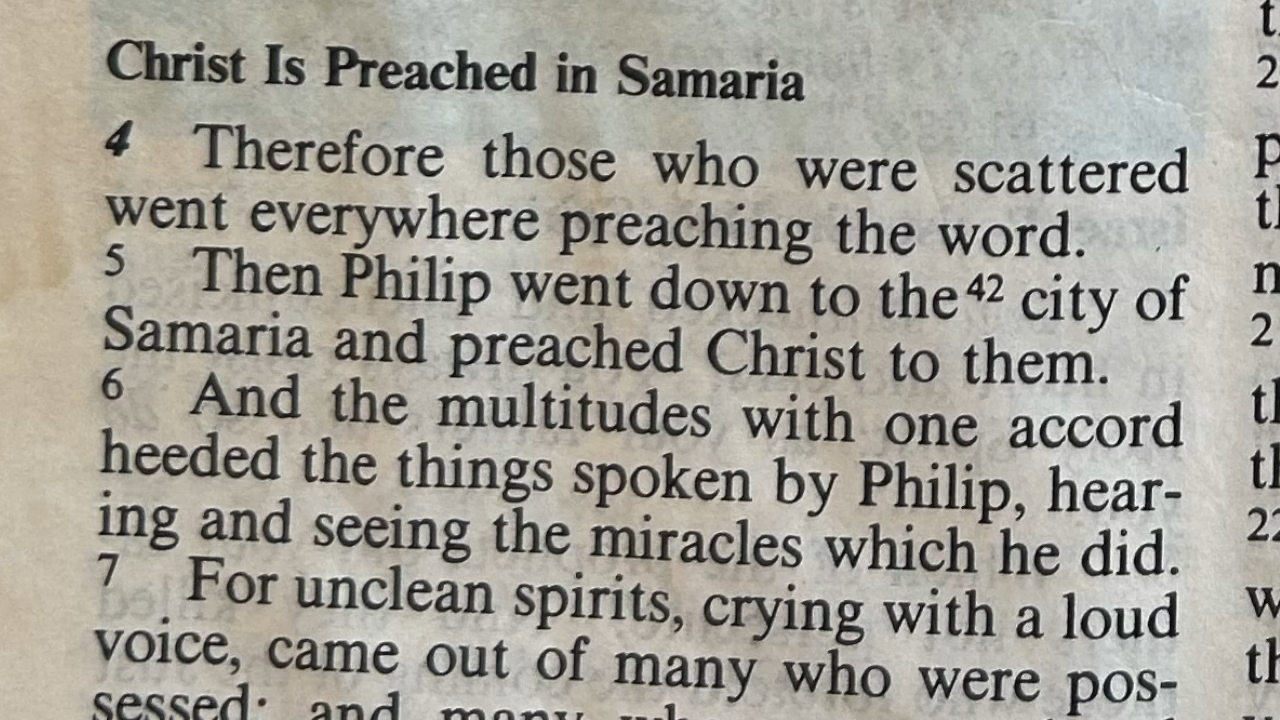 Christ Is Preached in Samaria
4 Therefore those who were scattered
went everywhere preaching the word.
5 Then Philip went down to the 42 city of
Samaria and preached Christ to them.
6 And the multitudes with one accord
heeded the things spoken by Philip, hear-
ing and seeing the miracles which he did.
7 For unclean spirits, crying with a loud
voice, came out of many who were pos-
sessed; and many